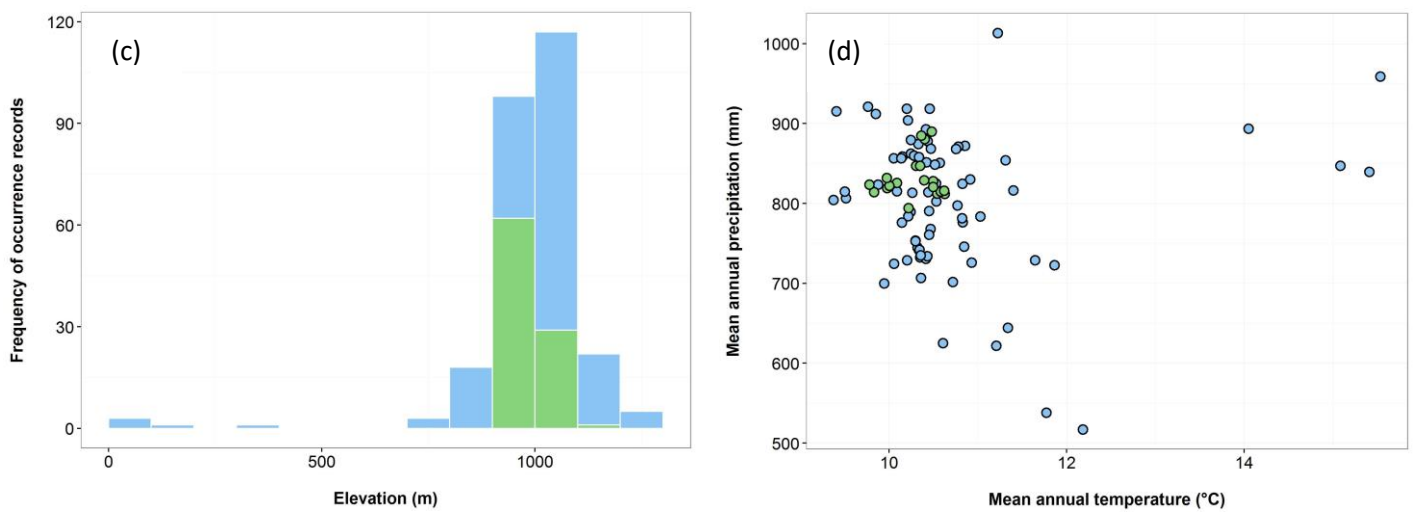 (c)
Frequency of occurrence records
120
90
60
30
0
0 500 1000
Elevation (m)
(d)
Mean annual precipitation (mm)
1000
900
800
700
600
500
10 12 14
Mean annual temperature (°C)